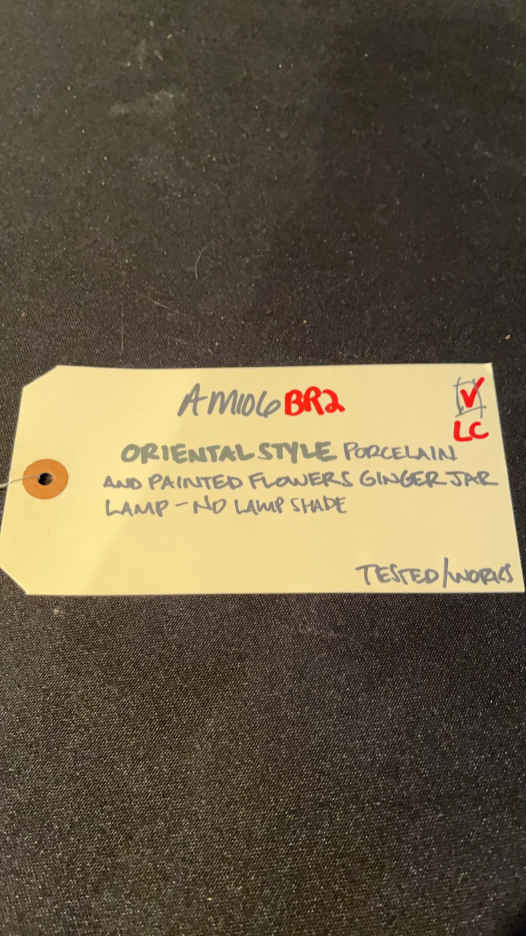 AM106 BR2
✓
LC
ORIENTAL STYLE PORCELAIN
AND PAINTED FLOWERS GINGER JAR
LAMP - NO LAMP SHADE
TESTED/WORKS